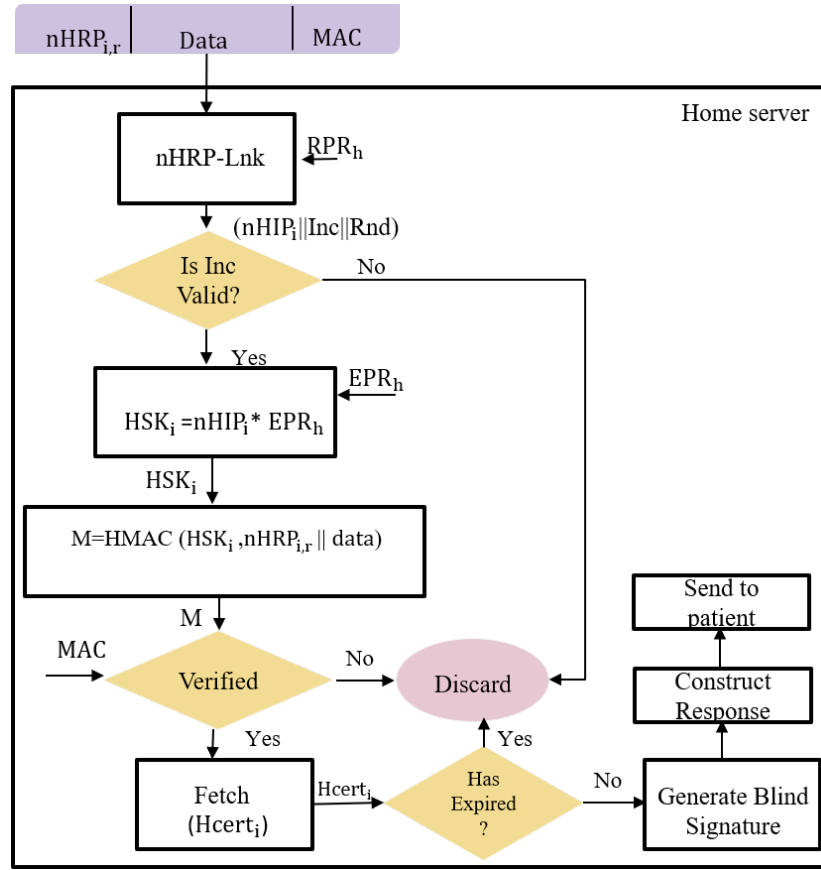 nHRPᵢ,ᵣ Data MAC
Home server
nHRP-Lnk
RPRₕ
(nHIPᵢ||Inc||Rnd)
Is Inc
Valid?
No
Yes
EPRₕ
HSKᵢ =nHIPᵢ* EPRₕ
HSKᵢ
M=HMAC (HSKᵢ ,nHRPᵢ,ᵣ || data)
M
MAC
Verified
No
Discard
Send to
patient
Construct
Response
Yes
Yes
Fetch
(Hcertᵢ)
Hcertᵢ
Has
Expired
?
No
Generate Blind
Signature